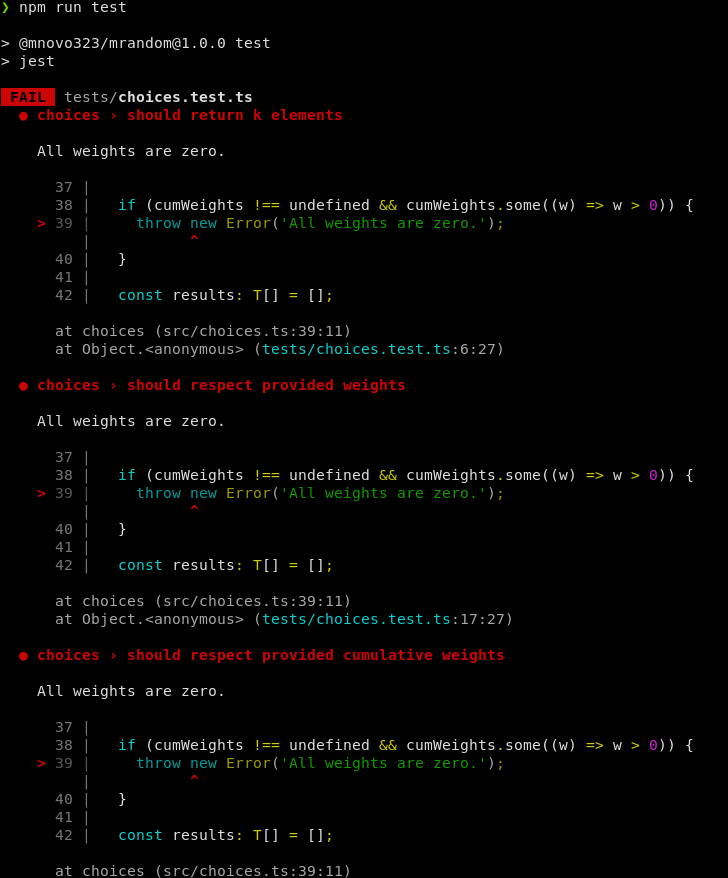 ❯ npm run test
> @mnovo323/mrandom@1.0.0 test
> jest
FAIL tests/choices.test.ts
● choices › should return k elements
All weights are zero.
37 |
38 | if (cumWeights !== undefined && cumWeights.some((w) => w > 0)) {
> 39 | throw new Error('All weights are zero.');
| ^
40 | }
41 |
42 | const results: T[] = [];
at choices (src/choices.ts:39:11)
at Object.<anonymous> (tests/choices.test.ts:6:27)
● choices › should respect provided weights
All weights are zero.
37 |
38 | if (cumWeights !== undefined && cumWeights.some((w) => w > 0)) {
> 39 | throw new Error('All weights are zero.');
| ^
40 | }
41 |
42 | const results: T[] = [];
at choices (src/choices.ts:39:11)
at Object.<anonymous> (tests/choices.test.ts:17:27)
● choices › should respect provided cumulative weights
All weights are zero.
37 |
38 | if (cumWeights !== undefined && cumWeights.some((w) => w > 0)) {
> 39 | throw new Error('All weights are zero.');
| ^
40 | }
41 |
42 | const results: T[] = [];
at choices (src/choices.ts:39:11)